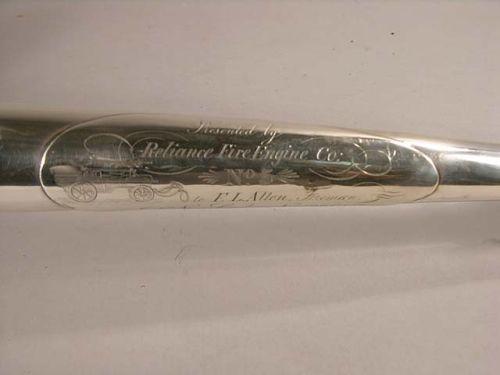 Presented by
Reliance Fire Engine Co.
No. 1
to F. L. Allen, Foreman